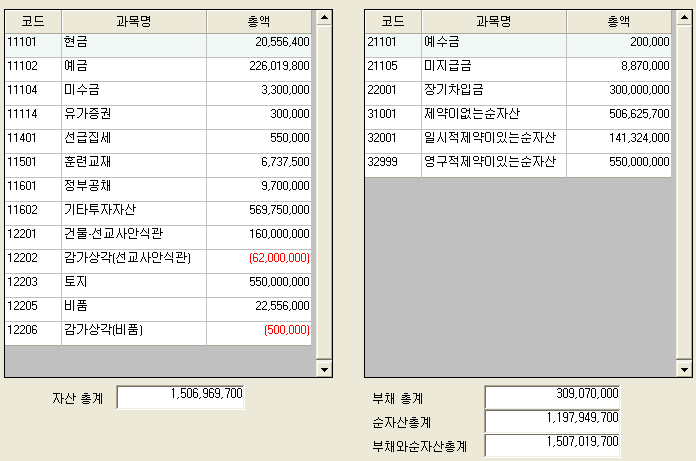 코드 과목명 총액
11101 현금 20,556,400
11102 예금 226,019,800
11104 미수금 3,300,000
11114 유가증권 300,000
11401 선급집세 550,000
11501 훈련교재 6,737,500
11601 정부공채 9,700,000
11602 기타투자자산 569,750,000
12201 건물-선교사안식관 160,000,000
12202 감가상각(선교사안식관) (62,000,000)
12203 토지 550,000,000
12205 비품 22,556,000
12206 감가상각(비품) (500,000)
자산 총계 1,506,969,700
코드 과목명 총액
21101 예수금 200,000
21105 미지급금 8,870,000
22001 장기차입금 300,000,000
31001 제약이없는순자산 506,625,700
32001 일시적제약이있는순자산 141,324,000
32999 영구적제약이있는순자산 550,000,000
부채 총계 309,070,000
순자산총계 1,197,949,700
부채와순자산총계 1,507,019,700